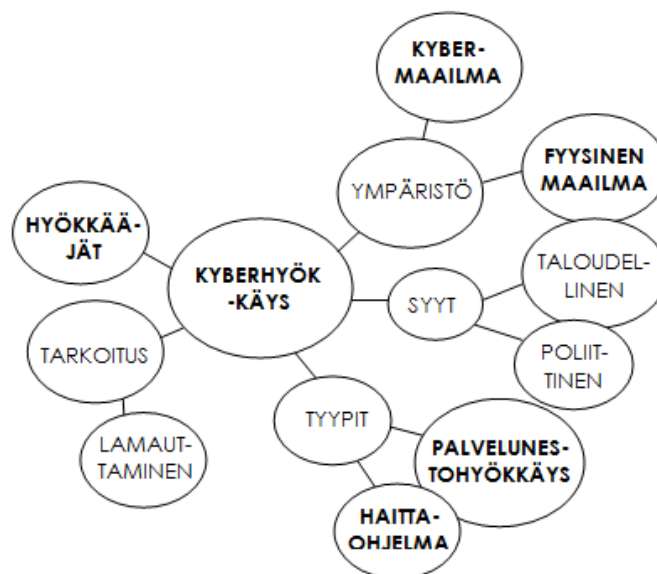 KYBER-
MAAILMA
FYYSINEN
MAAILMA
YMPÄRISTÖ
HYÖKKÄÄ-
JÄT
KYBERHYÖK
-KÄYS
TALOUDEL-
LINEN
SYYT
TARKOITUS
POLIIT-
TINEN
TYYPIT
LAMAUT-
TAMINEN
PALVELUNES-
TOHYÖKKÄYS
HAITTA-
OHJELMA